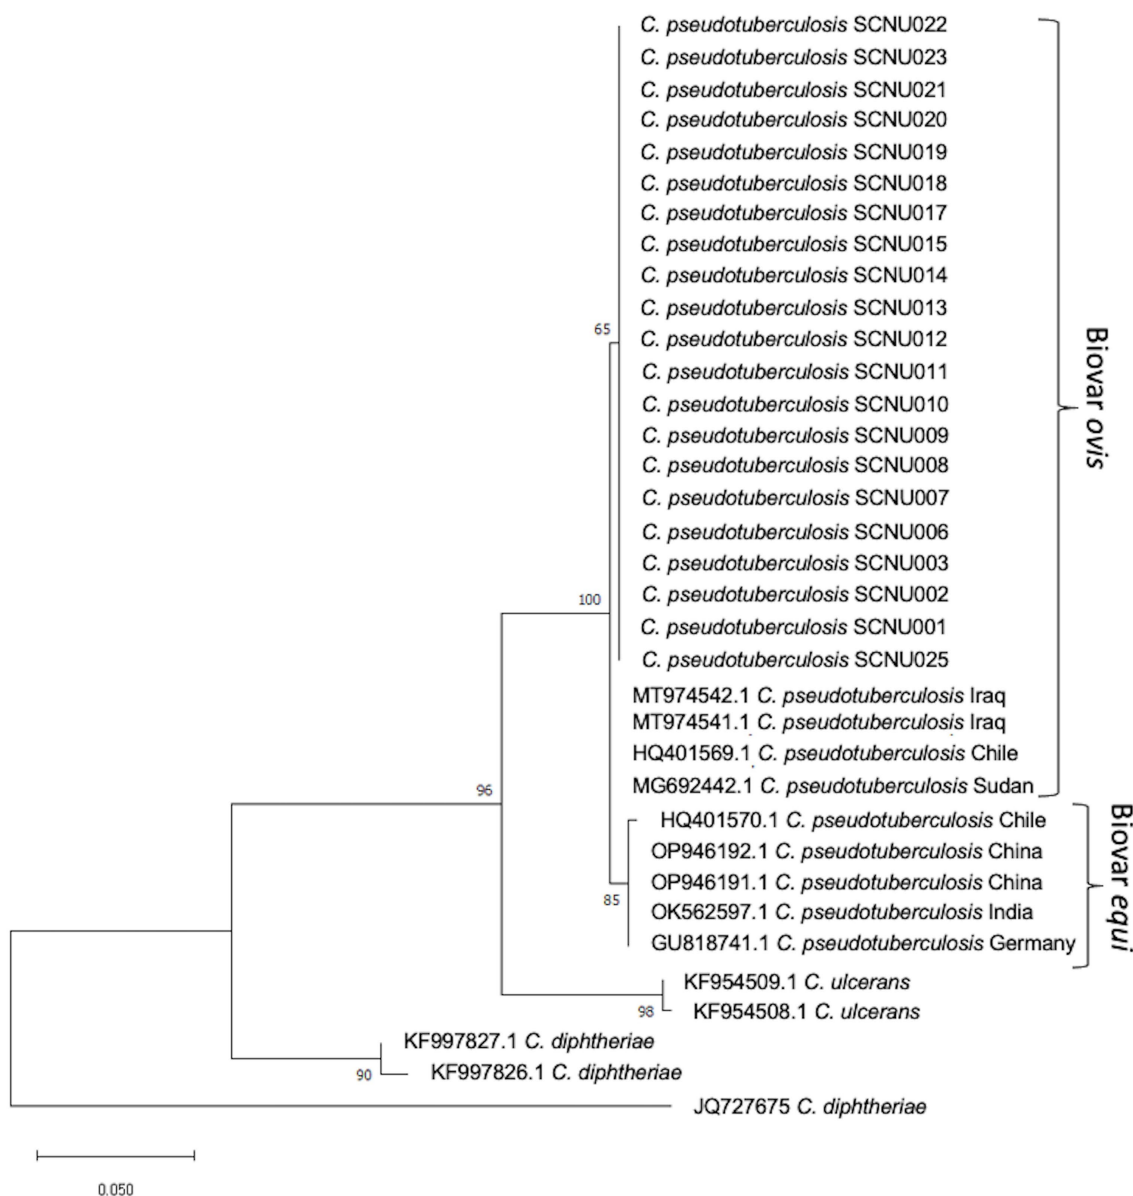 C. pseudotuberculosis SCNU022
C. pseudotuberculosis SCNU023
C. pseudotuberculosis SCNU021
C. pseudotuberculosis SCNU020
C. pseudotuberculosis SCNU019
C. pseudotuberculosis SCNU018
C. pseudotuberculosis SCNU017
C. pseudotuberculosis SCNU015
C. pseudotuberculosis SCNU014
C. pseudotuberculosis SCNU013
65
C. pseudotuberculosis SCNU012
C. pseudotuberculosis SCNU011
C. pseudotuberculosis SCNU010
C. pseudotuberculosis SCNU009
C. pseudotuberculosis SCNU008
C. pseudotuberculosis SCNU007
C. pseudotuberculosis SCNU006
C. pseudotuberculosis SCNU003
C. pseudotuberculosis SCNU002
100
C. pseudotuberculosis SCNU001
C. pseudotuberculosis SCNU025
MT974542.1 C. pseudotuberculosis Iraq
MT974541.1 C. pseudotuberculosis Iraq
HQ401569.1 C. pseudotuberculosis Chile
MG692442.1 C. pseudotuberculosis Sudan
Biovar ovis
96
HQ401570.1 C. pseudotuberculosis Chile
OP946192.1 C. pseudotuberculosis China
OP946191.1 C. pseudotuberculosis China
85
OK562597.1 C. pseudotuberculosis India
GU818741.1 C. pseudotuberculosis Germany
Biovar equi
KF954509.1 C. ulcerans
98
KF954508.1 C. ulcerans
KF997827.1 C. diphtheriae
90
KF997826.1 C. diphtheriae
JQ727675 C. diphtheriae
0.050